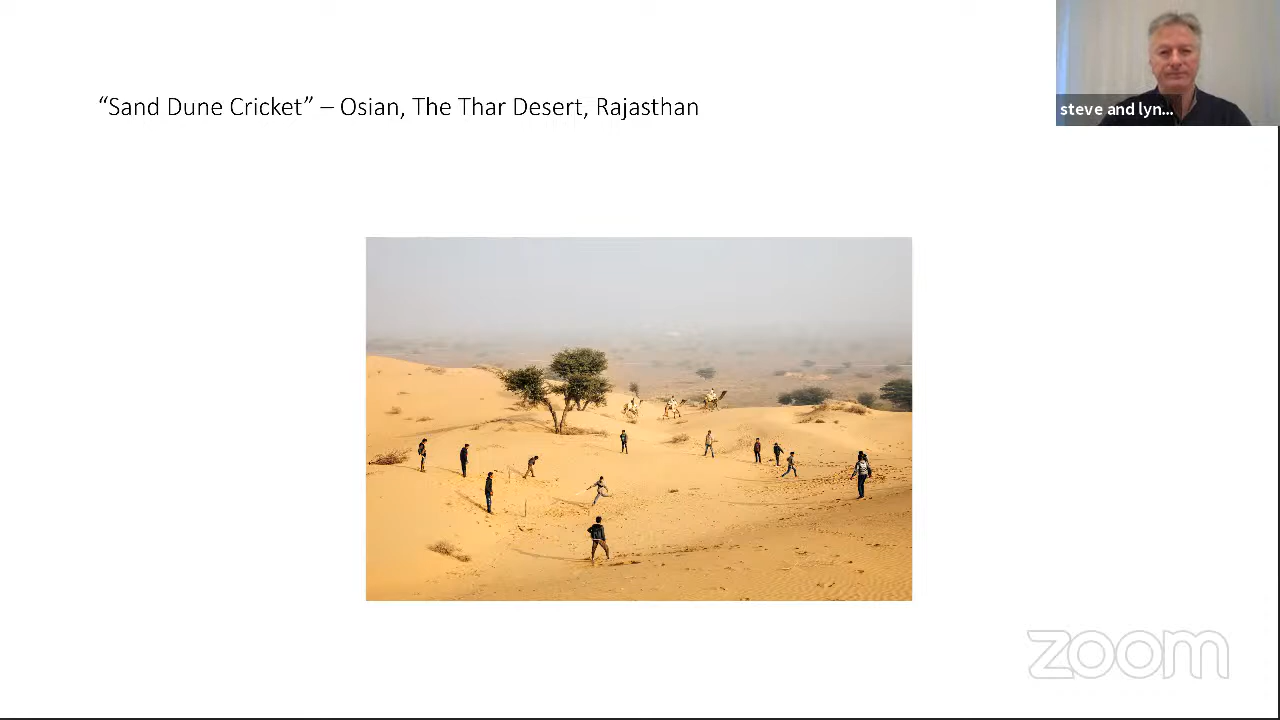 “Sand Dune Cricket” – Osian, The Thar Desert, Rajasthan
steve and lyn...
zoom